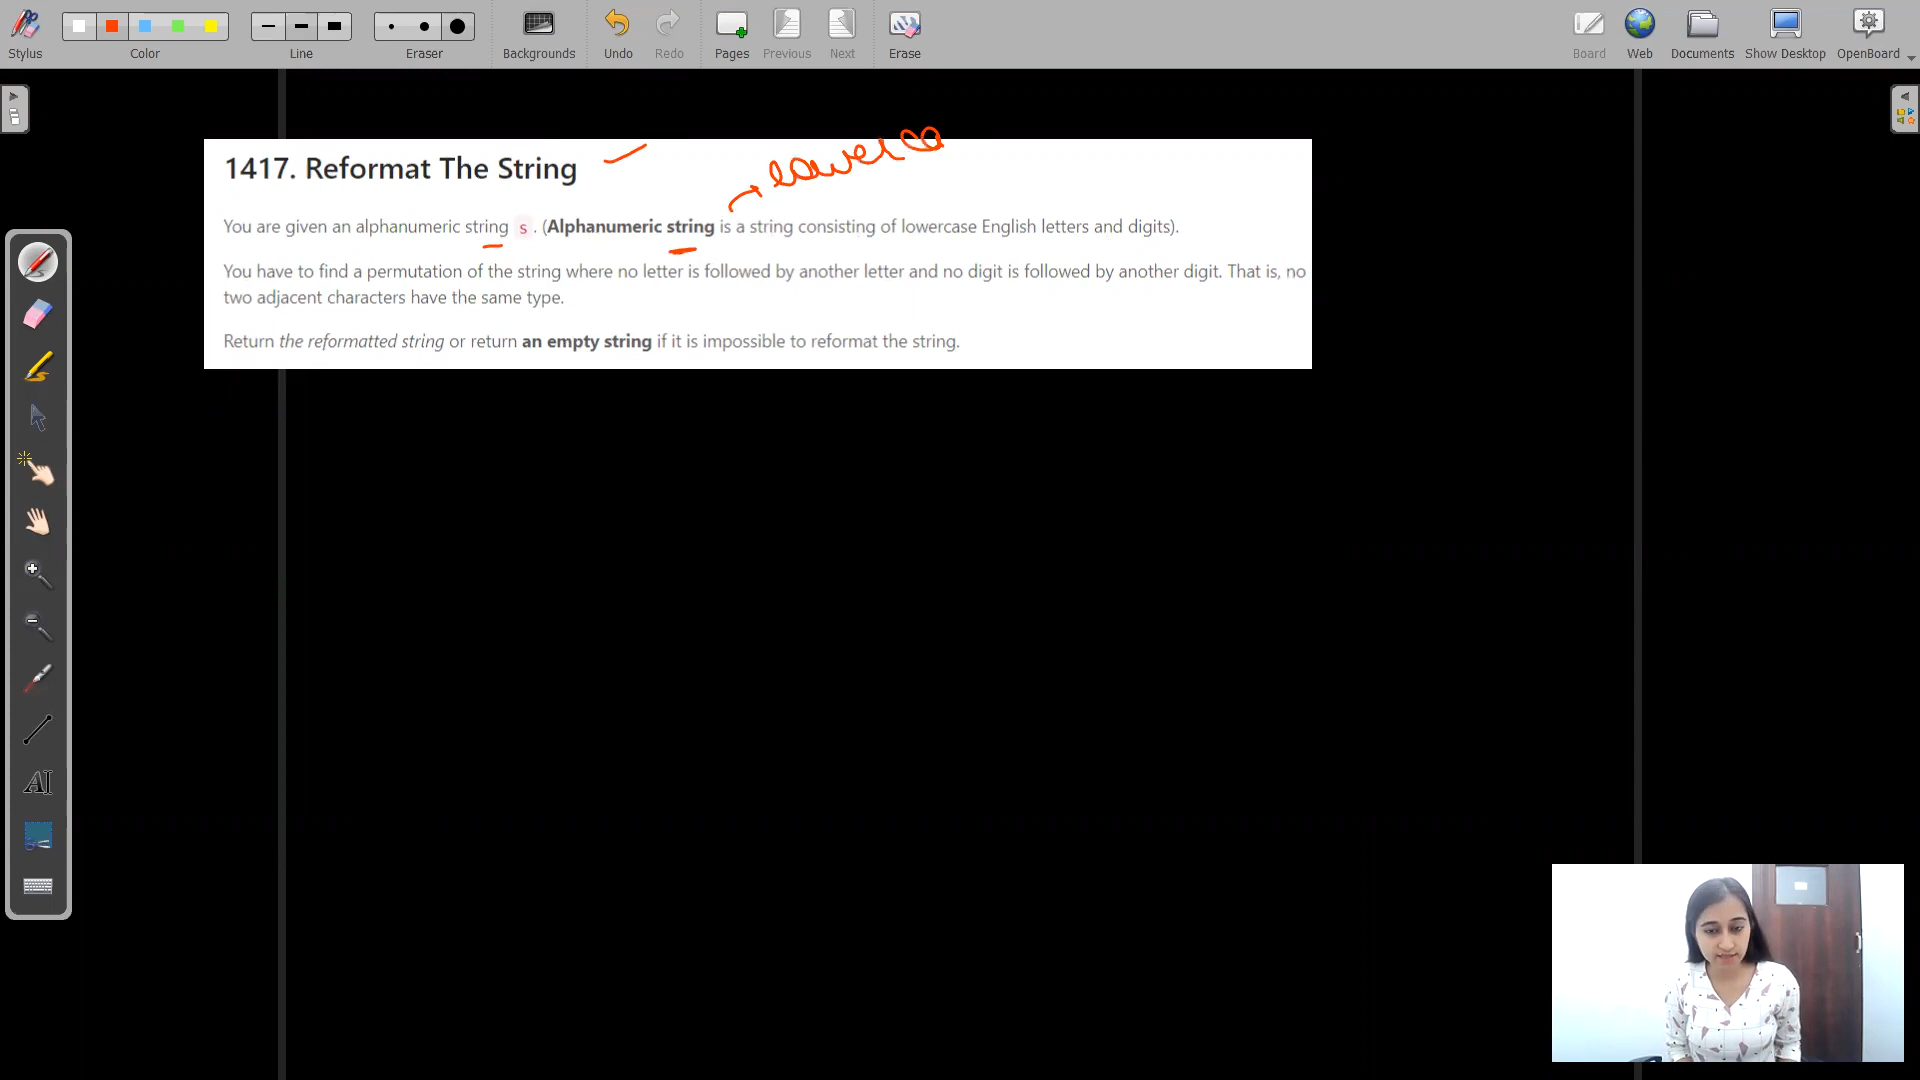 Stylus
Color
Line
Eraser
Backgrounds
Undo
Redo
Pages
Previous
Next
Erase
Board
Web
Documents
Show Desktop
OpenBoard
1417. Reformat The String
You are given an alphanumeric string s. (Alphanumeric string is a string consisting of lowercase English letters and digits).
You have to find a permutation of the string where no letter is followed by another letter and no digit is followed by another digit. That is, no
two adjacent characters have the same type.
Return the reformatted string or return an empty string if it is impossible to reformat the string.
AI